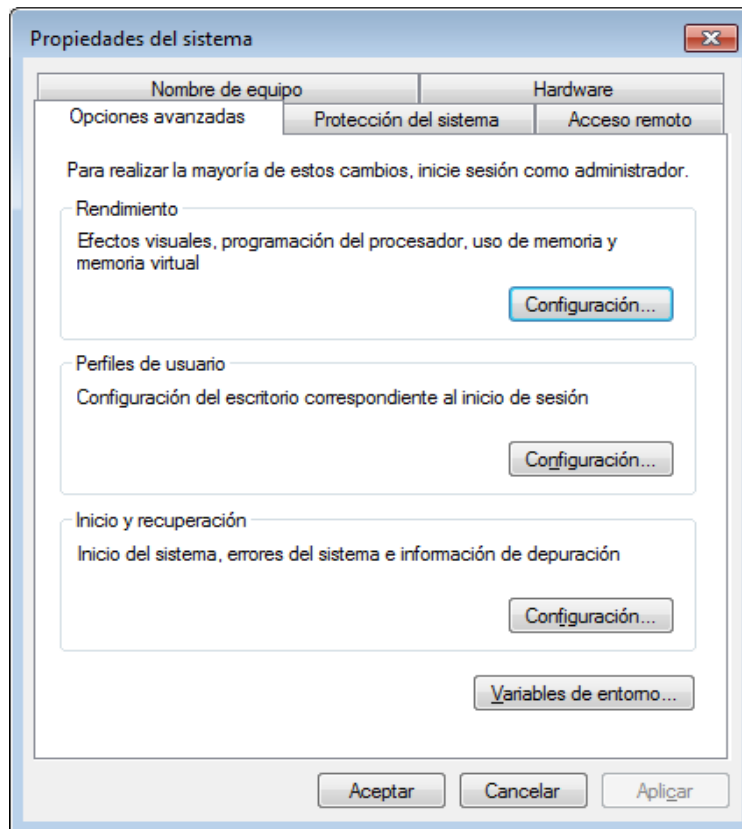 Propiedades del sistema
Nombre de equipo
Hardware
Opciones avanzadas
Protección del sistema
Acceso remoto
Para realizar la mayoría de estos cambios, inicie sesión como administrador.
Rendimiento
Efectos visuales, programación del procesador, uso de memoria y
memoria virtual
Configuración...
Perfiles de usuario
Configuración del escritorio correspondiente al inicio de sesión
Configuración...
Inicio y recuperación
Inicio del sistema, errores del sistema e información de depuración
Configuración...
Variables de entorno...
Aceptar
Cancelar
Aplicar